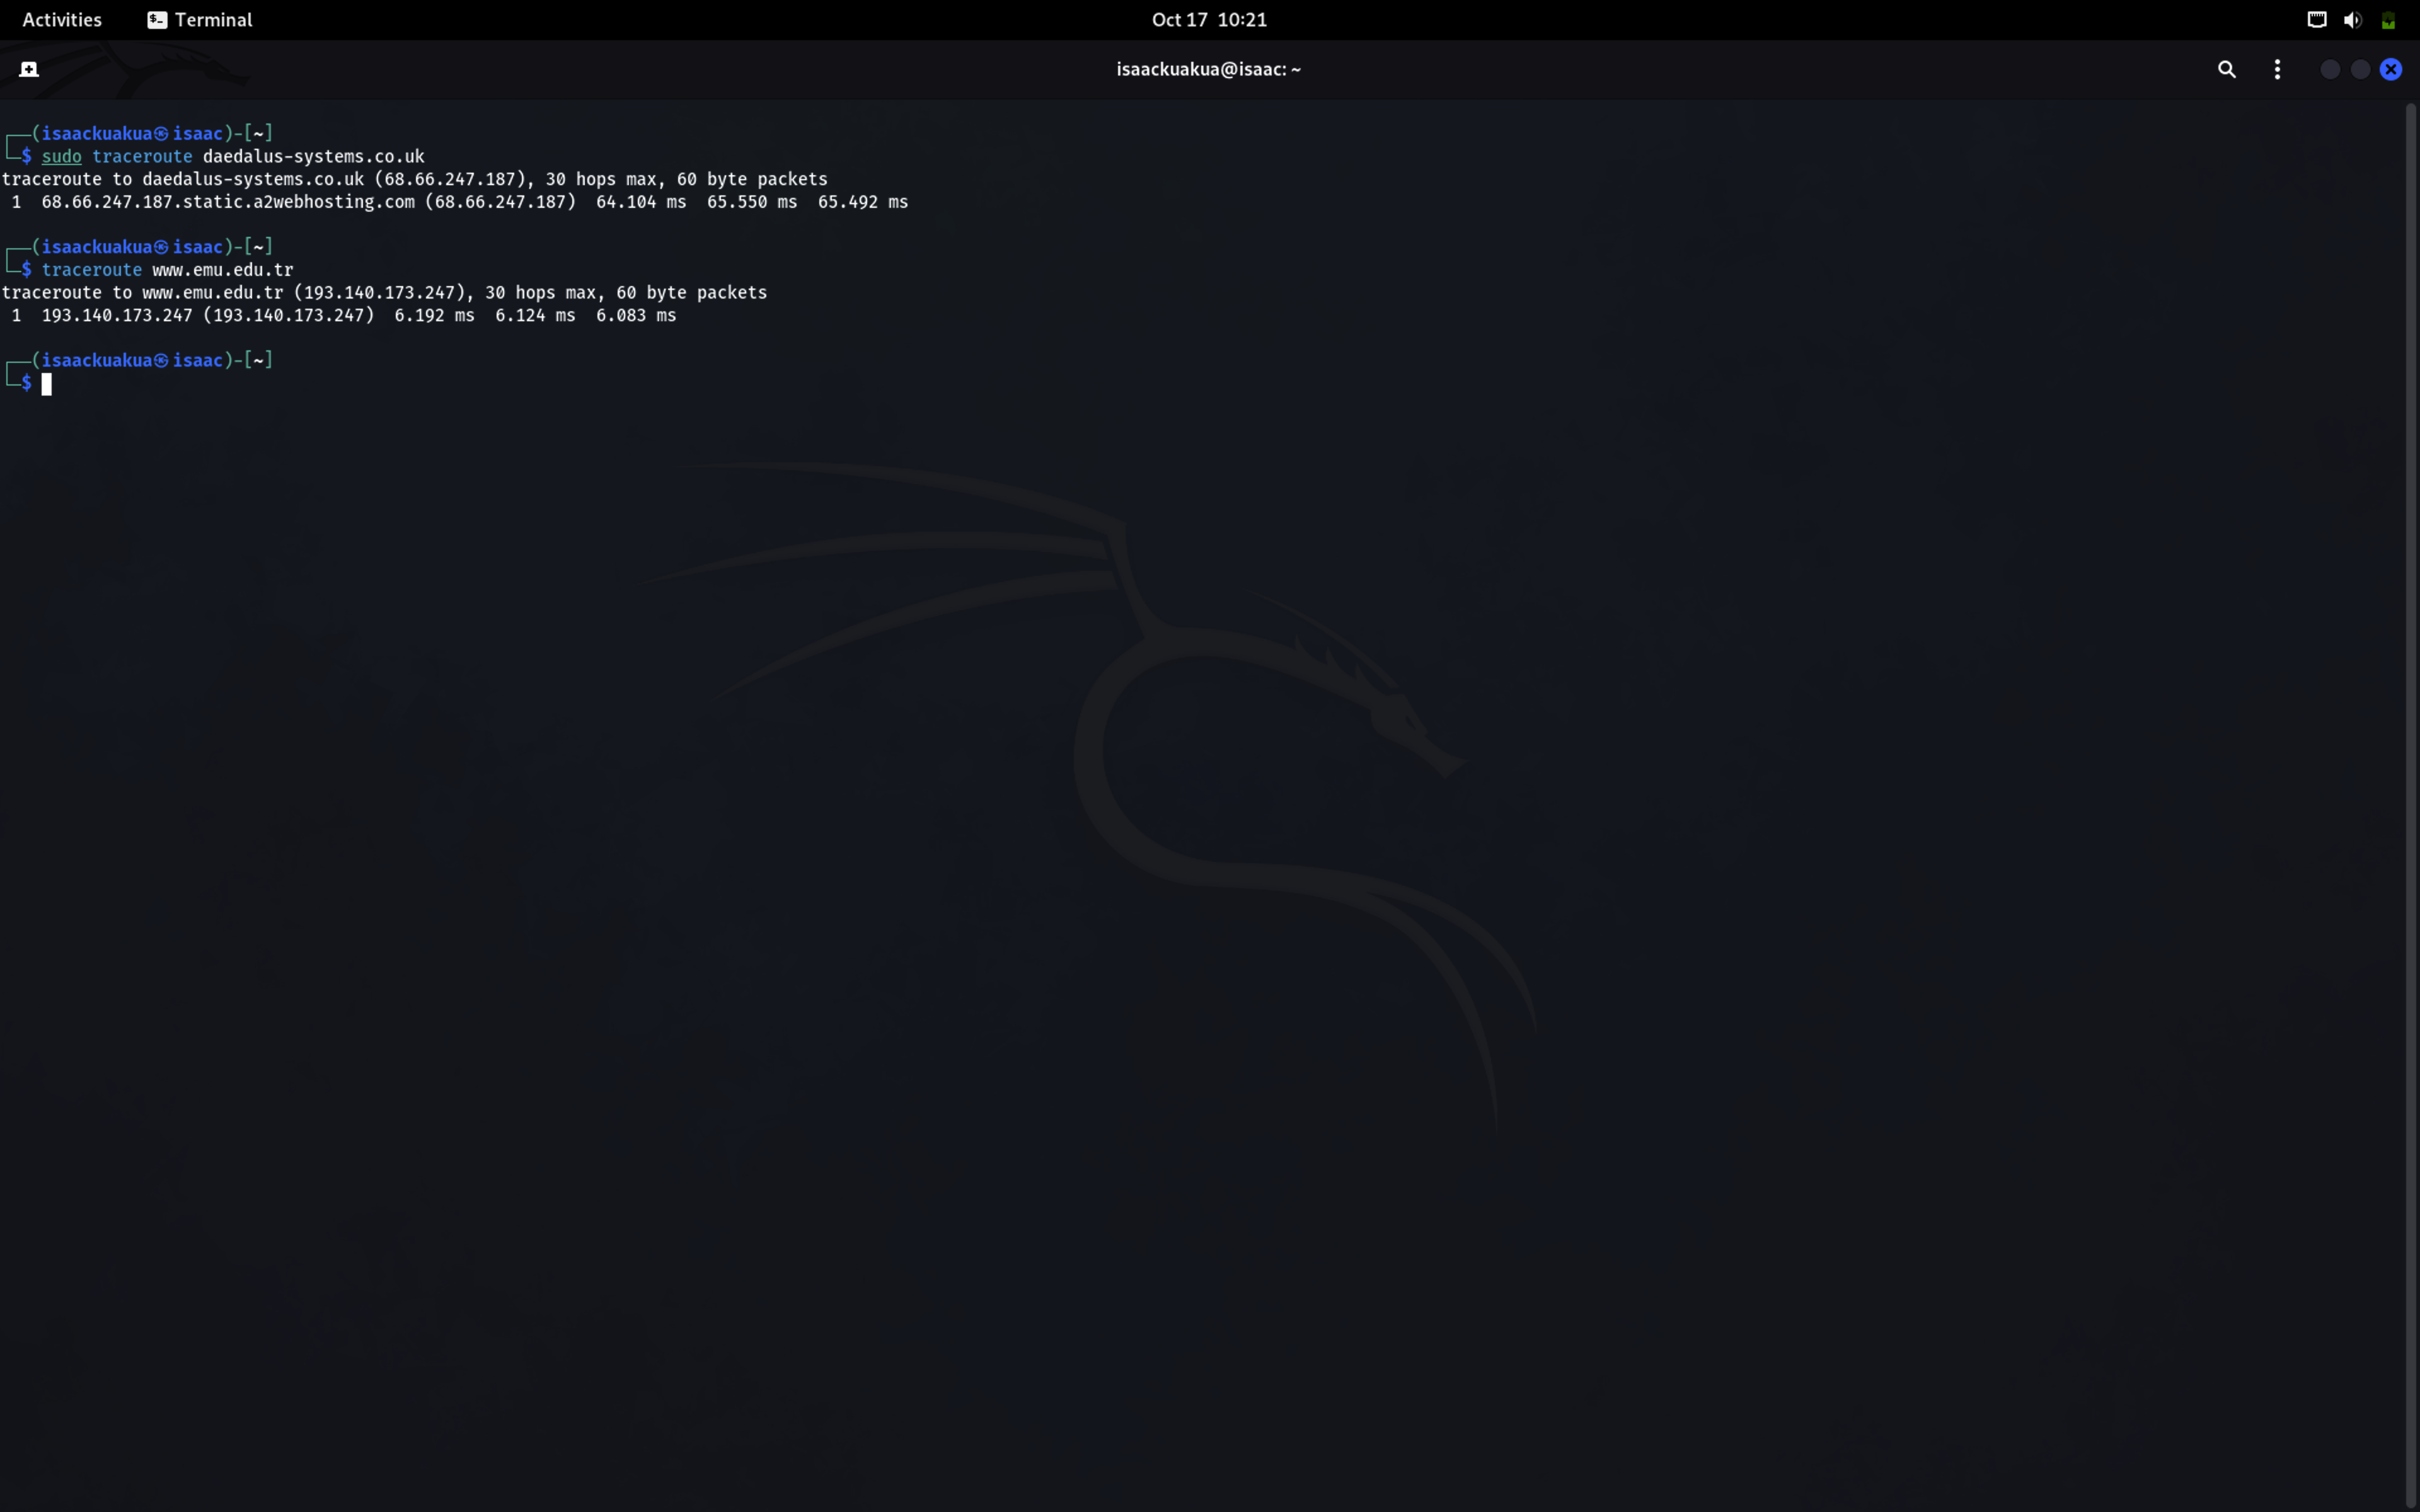 Activities Terminal Oct 17 10:21
isaackuakua@isaac: ~
┌──(isaackuakua㉿isaac)-[~]
└─$ sudo traceroute daedalus-systems.co.uk
traceroute to daedalus-systems.co.uk (68.66.247.187), 30 hops max, 60 byte packets
 1  68.66.247.187.static.a2webhosting.com (68.66.247.187)  64.104 ms  65.550 ms  65.492 ms
┌──(isaackuakua㉿isaac)-[~]
└─$ traceroute www.emu.edu.tr
traceroute to www.emu.edu.tr (193.140.173.247), 30 hops max, 60 byte packets
 1  193.140.173.247 (193.140.173.247)  6.192 ms  6.124 ms  6.083 ms
┌──(isaackuakua㉿isaac)-[~]
└─$